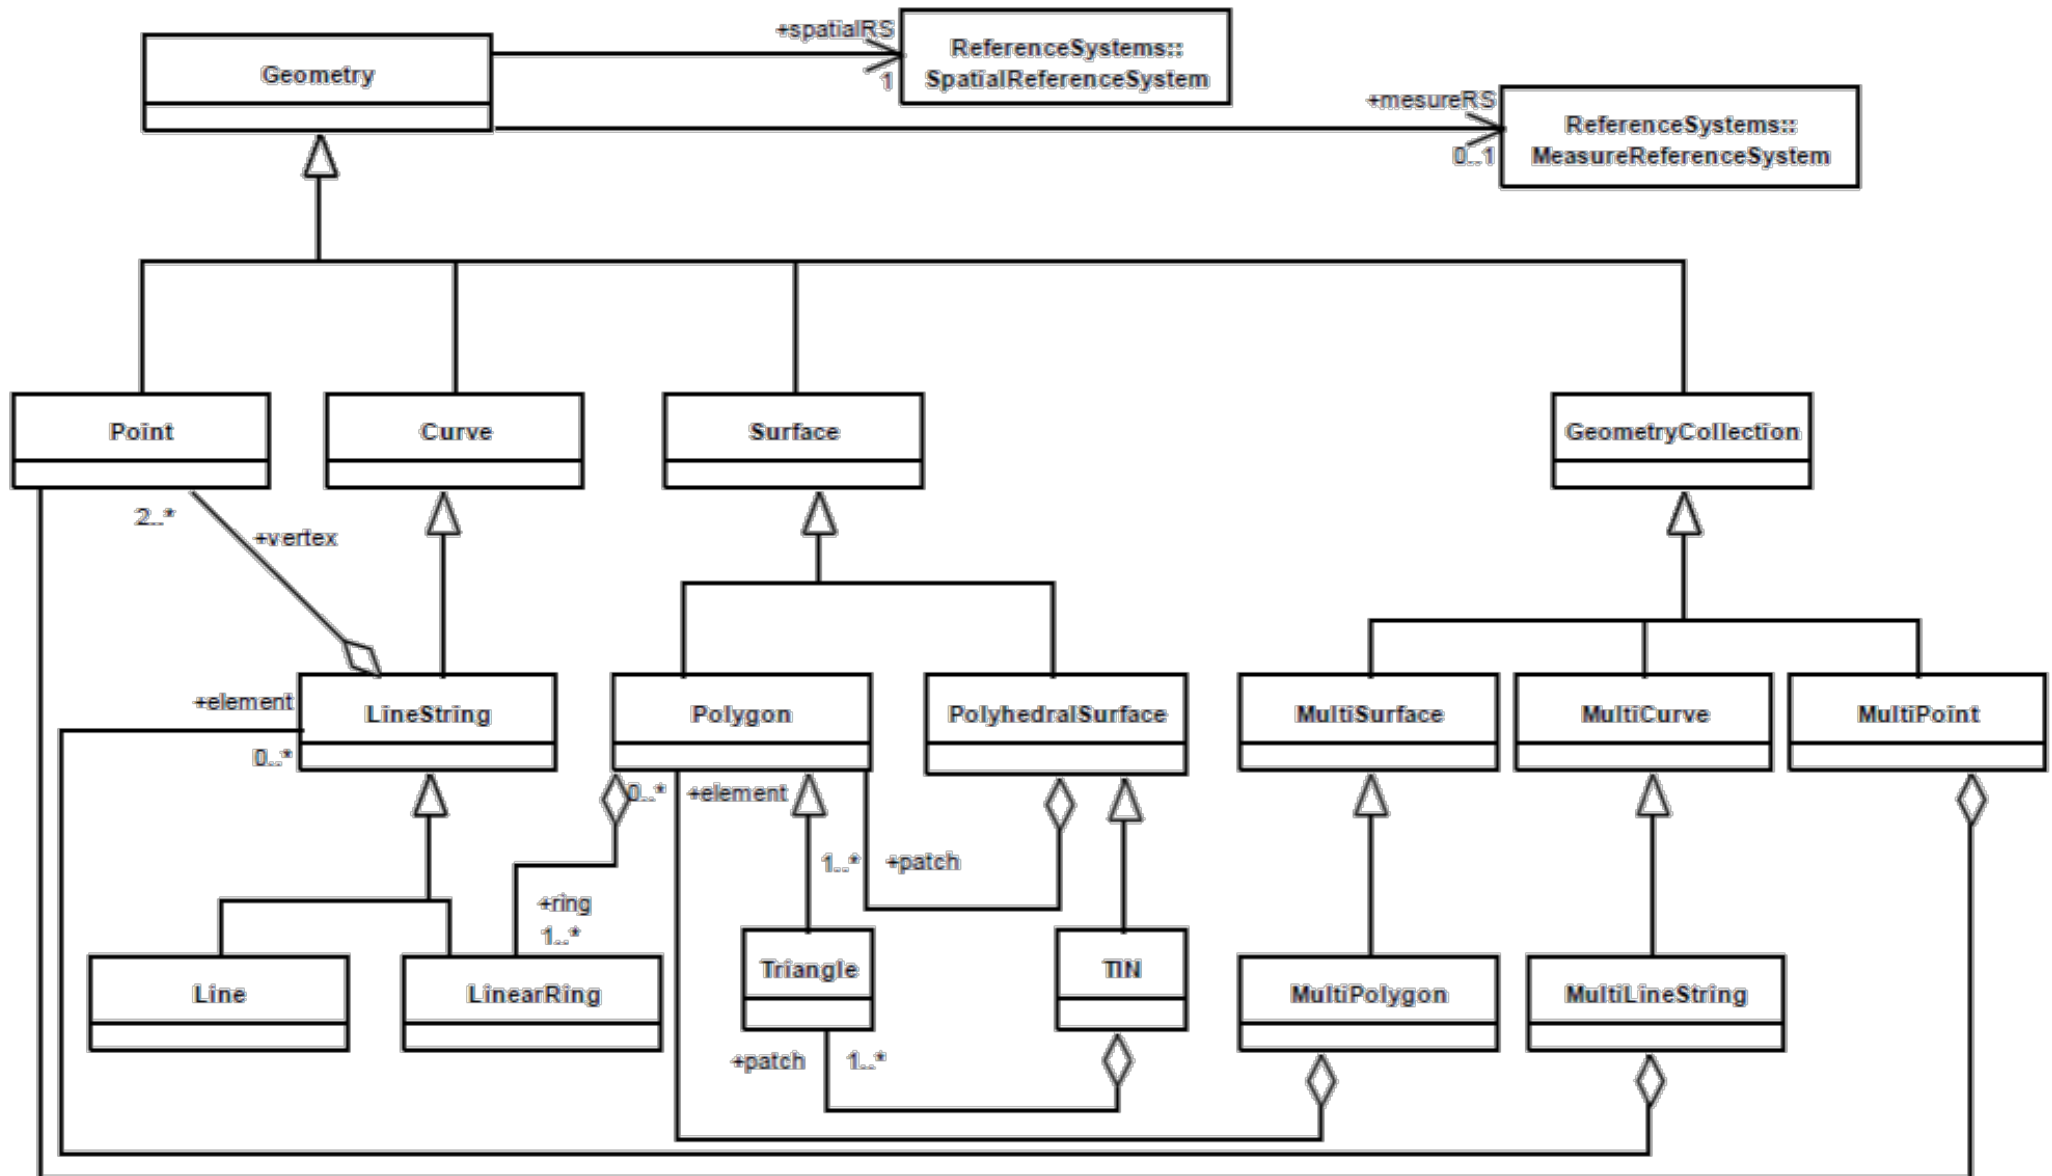 +spatialRS
1
ReferenceSystems::
SpatialReferenceSystem
Geometry
+mesureRS
0..1
ReferenceSystems::
MeasureReferenceSystem
Point
Curve
Surface
GeometryCollection
2..*
+vertex
+element
0..*
LineString
Polygon
PolyhedralSurface
MultiSurface
MultiCurve
MultiPoint
0..*
+element
1..*
+patch
+ring
1..*
Line
LinearRing
Triangle
TIN
MultiPolygon
MultiLineString
+patch
1..*